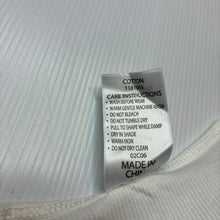 COTTON
CARE INSTRUCTIONS
• WASH BEFORE WEAR
• WARM GENTLE MACHINE WASH
• DO NOT BLEACH
• DO NOT TUMBLE DRY
• PULL TO SHAPE WHILE DAMP
• DRY IN SHADE
• WARM IRON
• DO NOT DRY CLEAN
02C06
MADE IN
CHINA